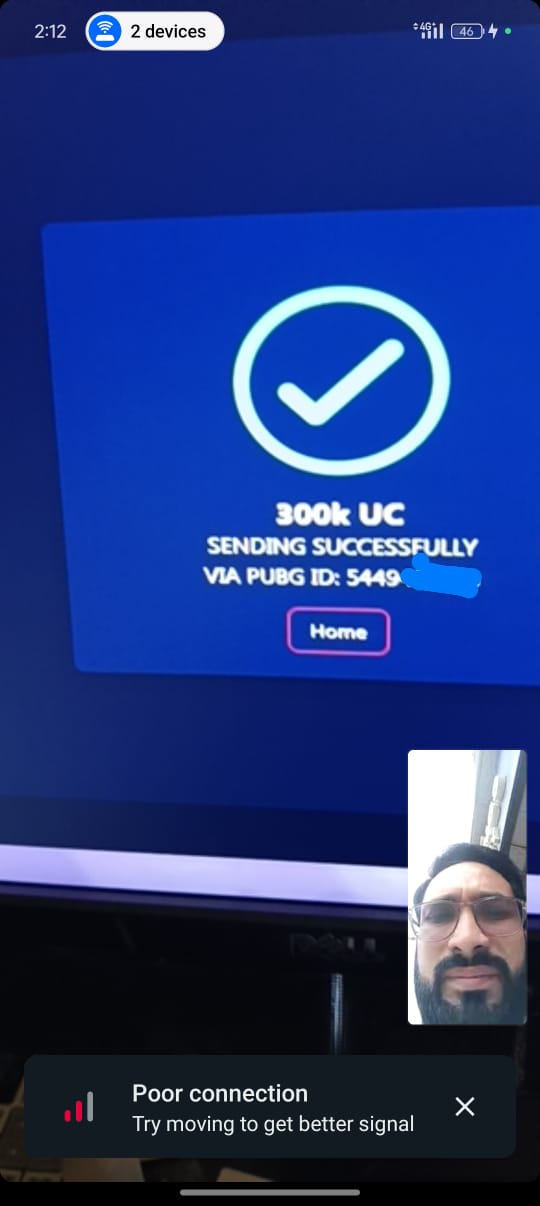 2:12
2 devices
4G+
46
300k UC
SENDING SUCCESSFULLY
VIA PUBG ID: 5449
Home
DELL
Poor connection
Try moving to get better signal